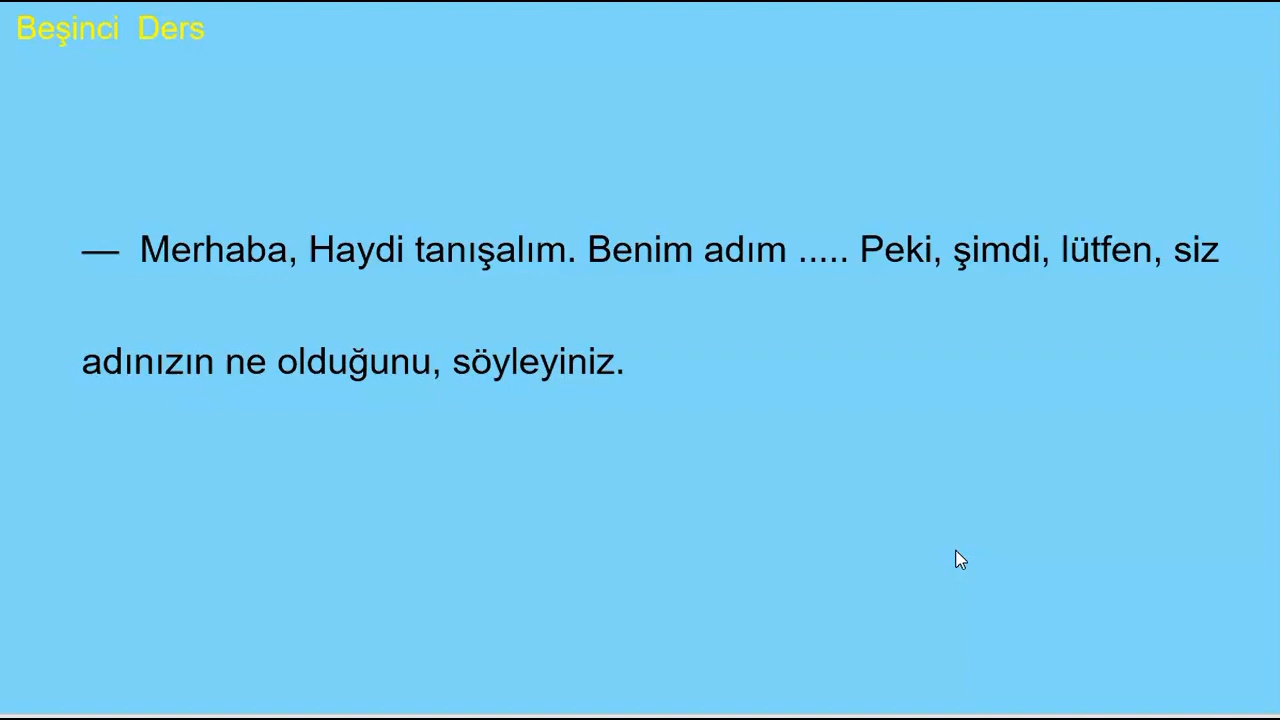 Beşinci Ders
— Merhaba, Haydi tanışalım. Benim adım ..... Peki, şimdi, lütfen, siz
adınızın ne olduğunu, söyleyiniz.